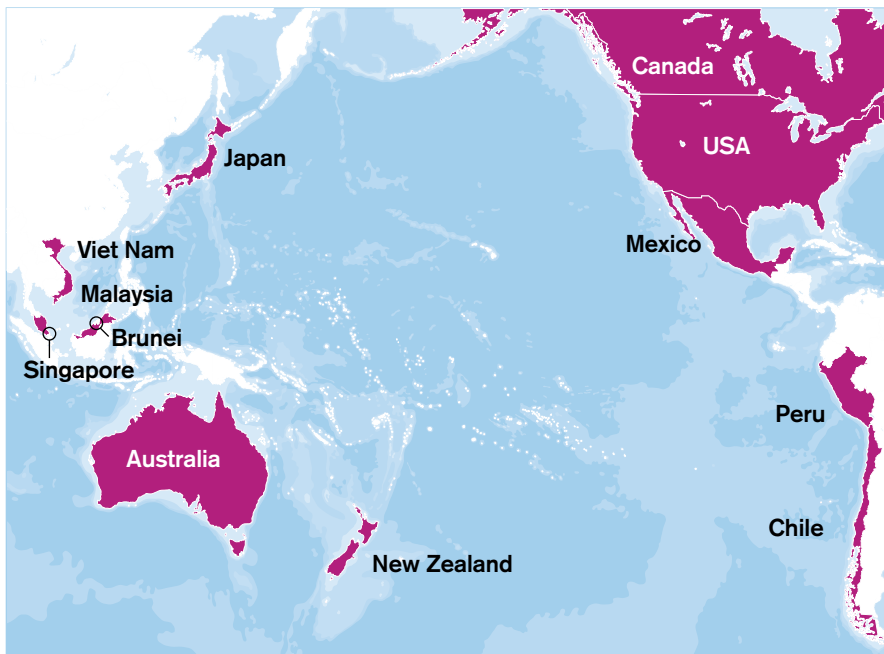 Canada
USA
Japan
Mexico
Viet Nam
Malaysia
Brunei
Singapore
Peru
Australia
Chile
New Zealand